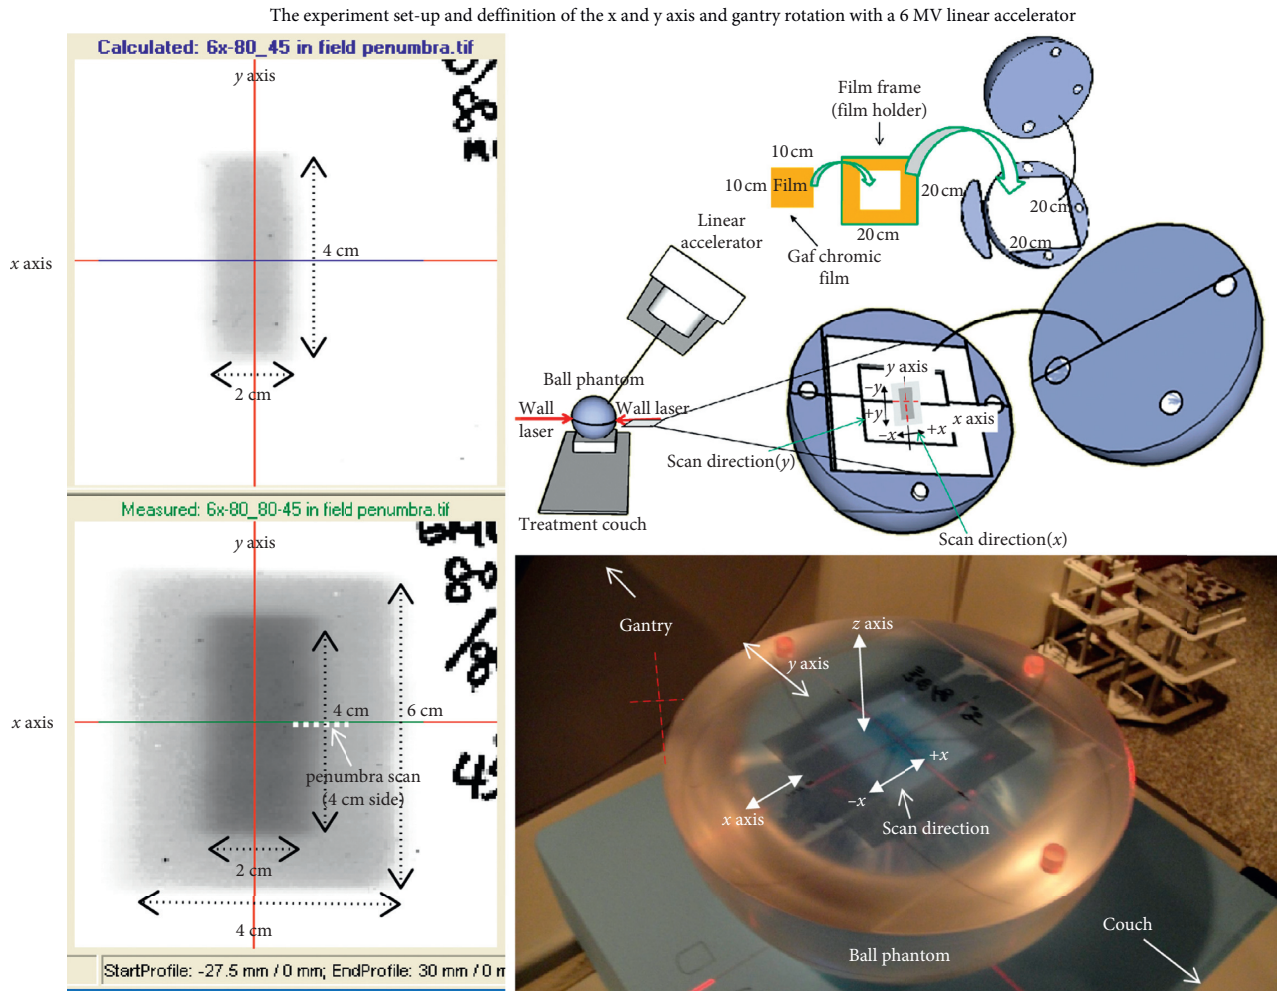 The experiment set-up and deffinition of the x and y axis and gantry rotation with a 6 MV linear accelerator
Calculated: 6x-80_45 in field penumbra.tif
y axis
x axis
4 cm
2 cm
Measured: 6x-80_80-45 in field penumbra.tif
y axis
x axis
4 cm
6 cm
penumbra scan
(4 cm side)
2 cm
4 cm
StartProfile: -27.5 mm / 0 mm; EndProfile: 30 mm / 0 m
Film frame
(film holder)
10 cm
10 cm
Film
20 cm
20 cm
Gaf chromic
film
20 cm
20 cm
Linear
accelerator
Ball phantom
Wall
laser
Wall laser
Treatment couch
y axis
–y
+y
x axis
–x
+x
Scan direction(y)
Scan direction(x)
Gantry
z axis
y axis
+x
–x
x axis
Scan direction
Couch
Ball phantom